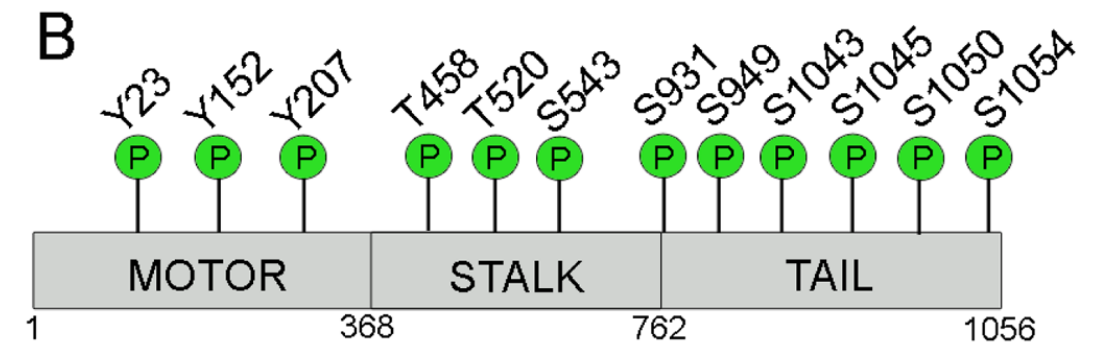 B
Y23 Y152 Y207 T458 T520 S543 S931 S949 S1043 S1045 S1050 S1054
P P P P P P P P P P P P
MOTOR STALK TAIL
1 368 762 1056